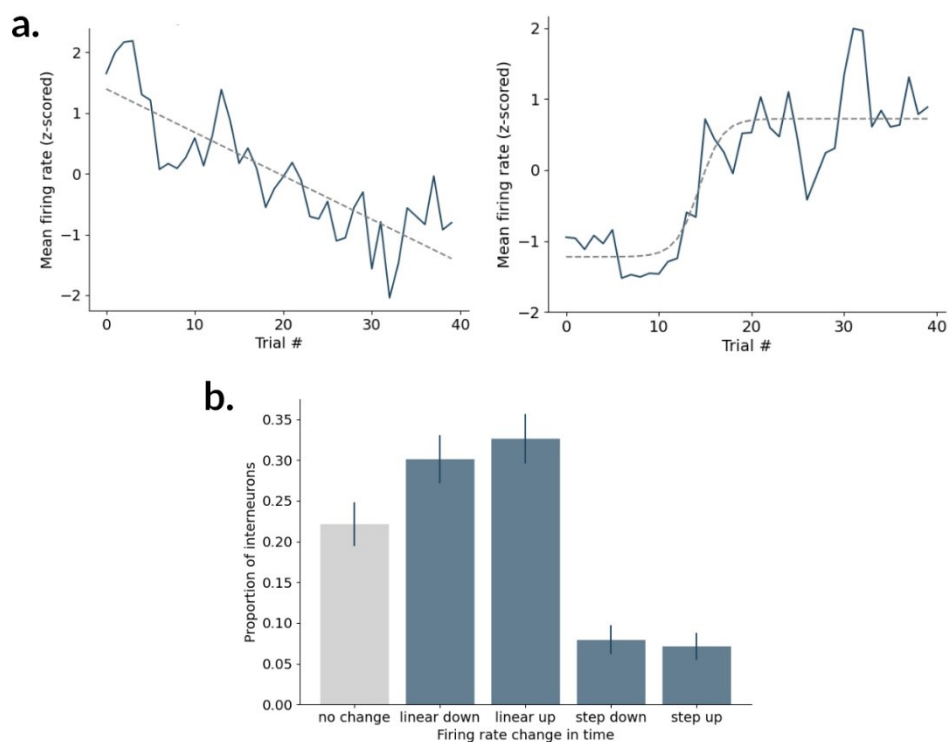 a.
Mean firing rate (z-scored)
2
1
0
−1
−2
0 10 20 30 40
Trial #
Mean firing rate (z-scored)
2
1
0
−1
−2
0 10 20 30 40
Trial #
b.
Proportion of interneurons
0.35
0.30
0.25
0.20
0.15
0.10
0.05
0.00
no change linear down linear up step down step up
Firing rate change in time